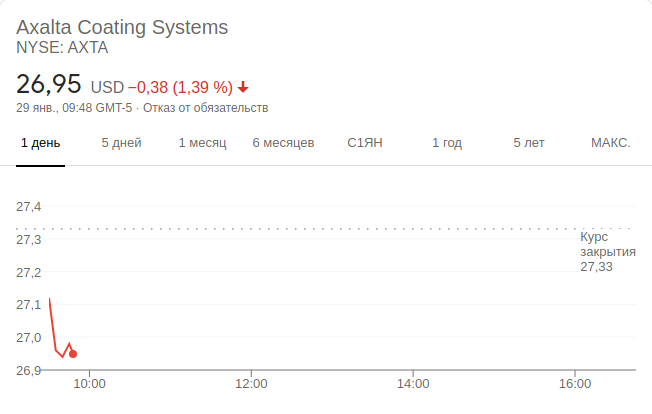 Axalta Coating Systems
NYSE: AXTA
26,95 USD −0,38 (1,39 %)
29 янв., 09:48 GMT-5 · Отказ от обязательств
1 день 5 дней 1 месяц 6 месяцев С1ЯН 1 год 5 лет МАКС.
27,4
27,3
Курс
закрытия
27,33
27,2
27,1
27,0
26,9
10:00 12:00 14:00 16:00